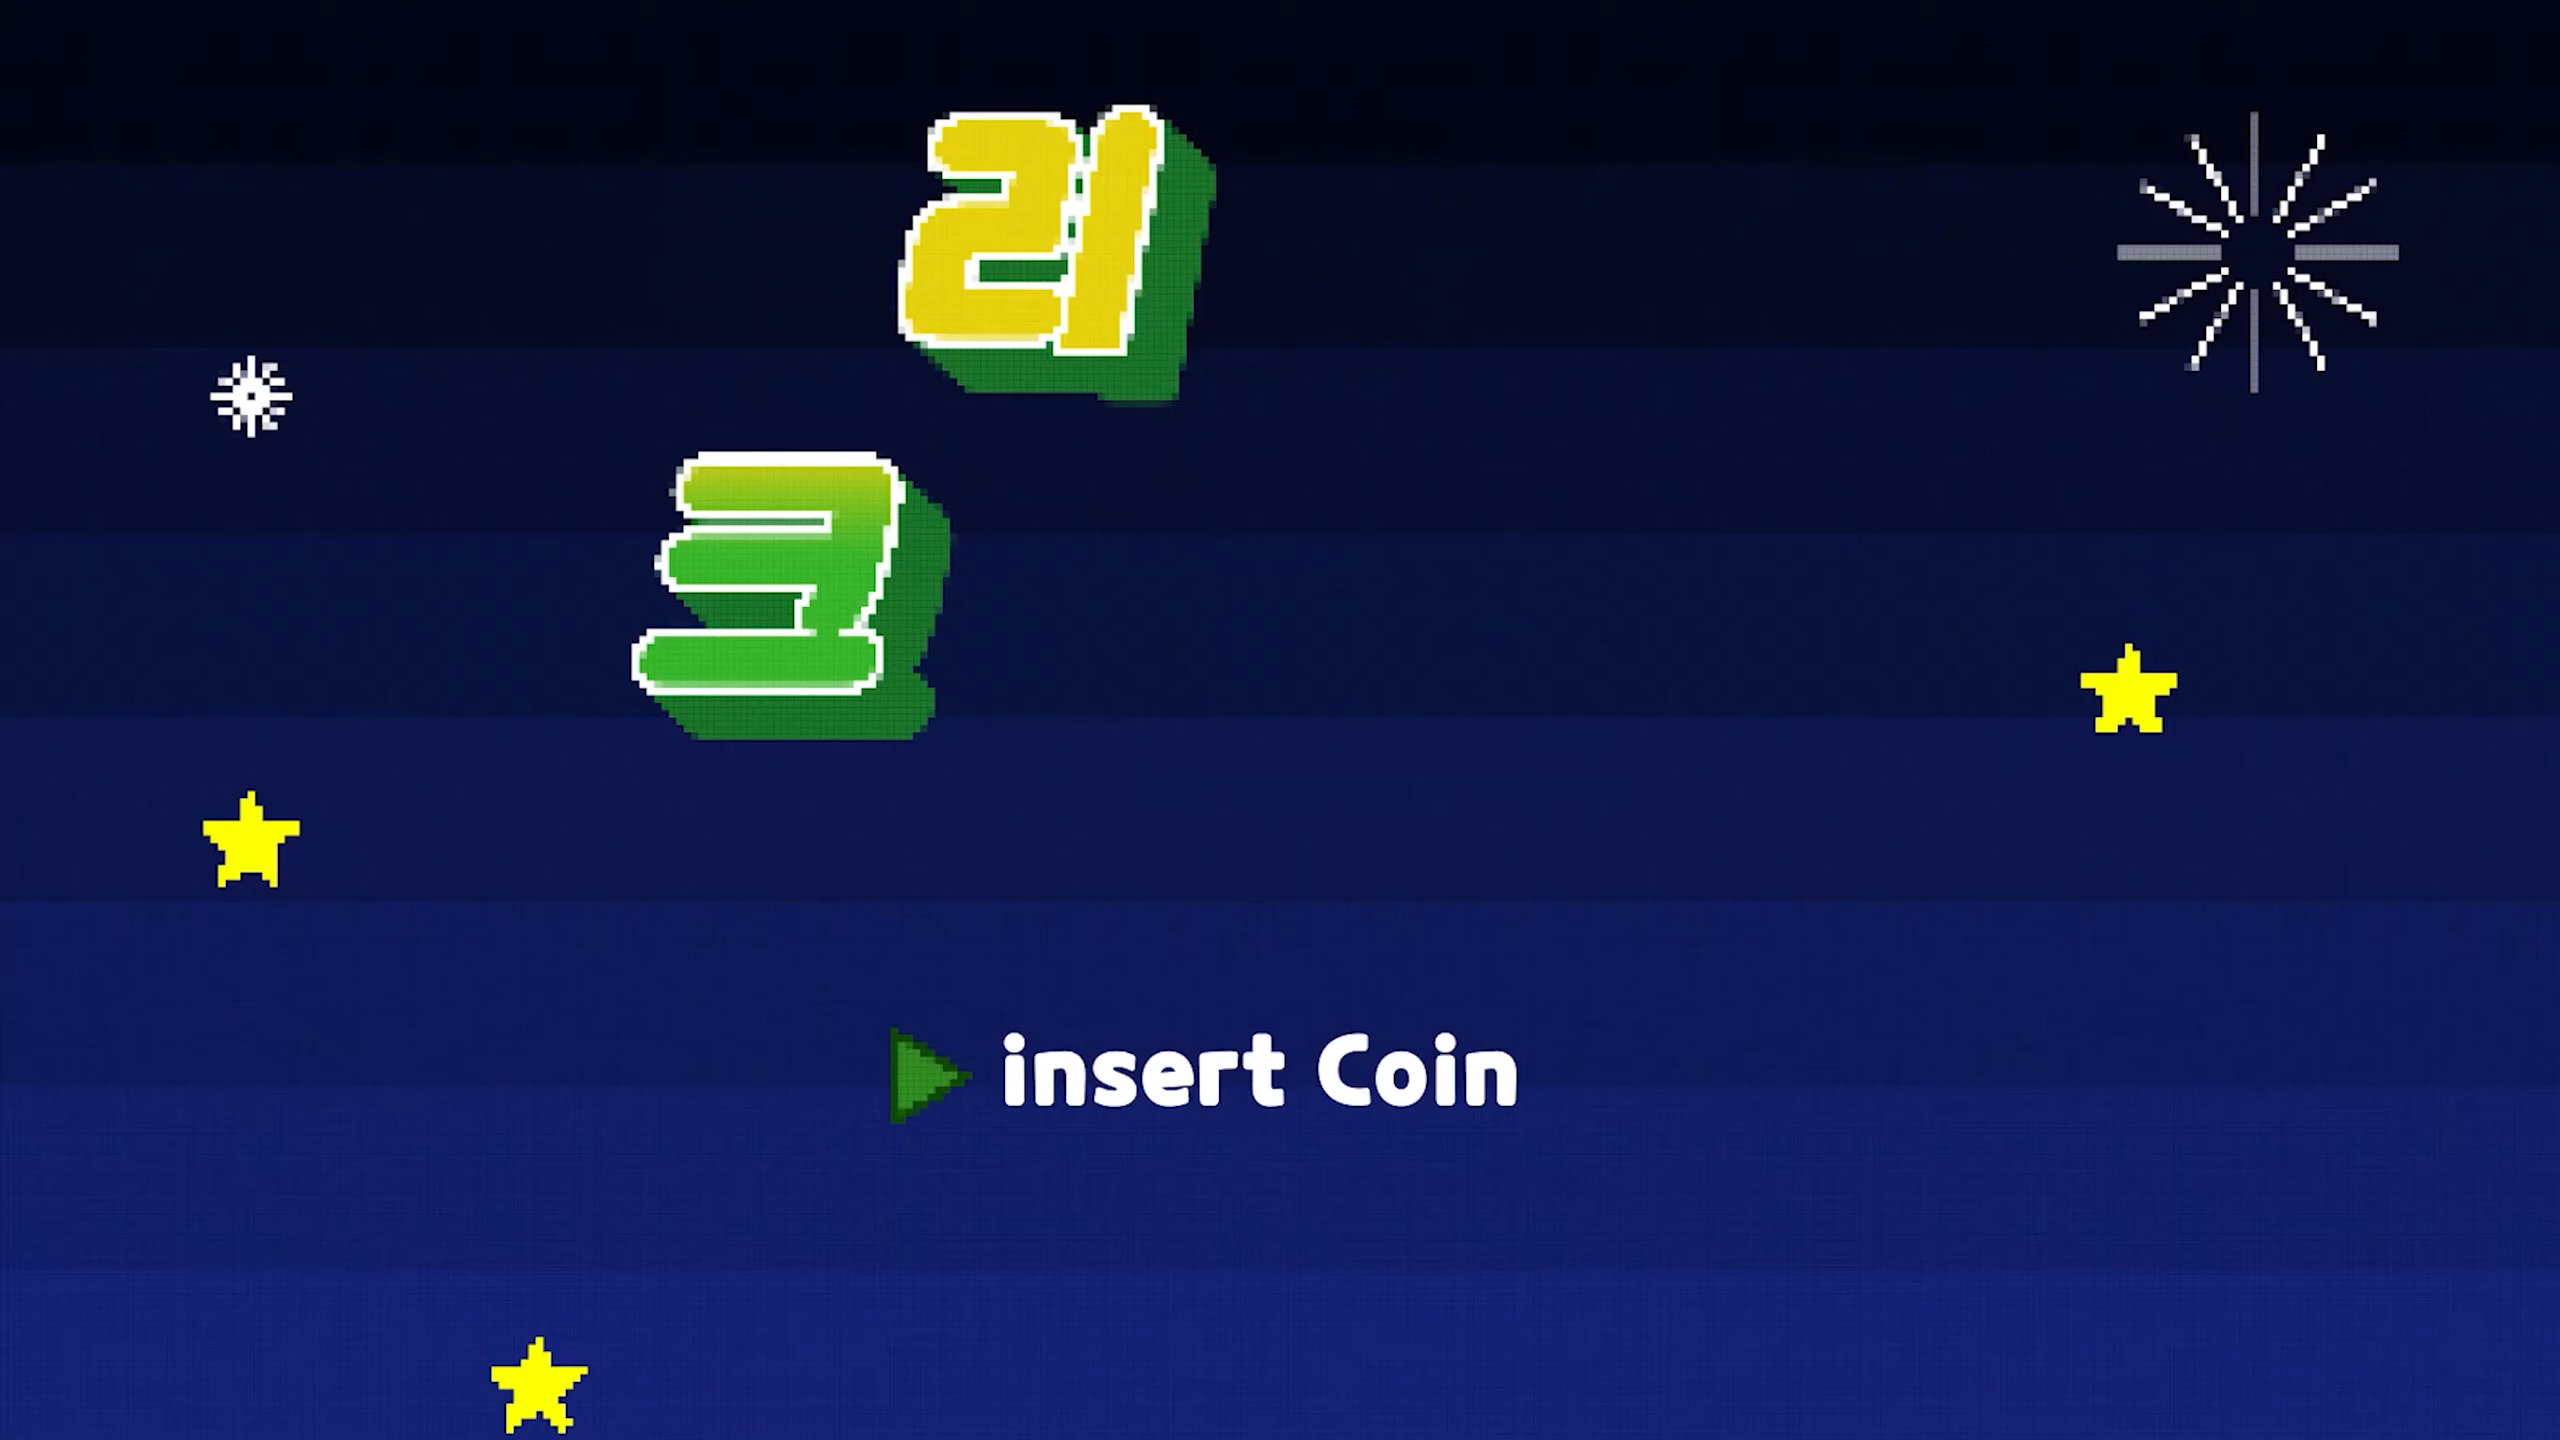 리
크
insert Coin